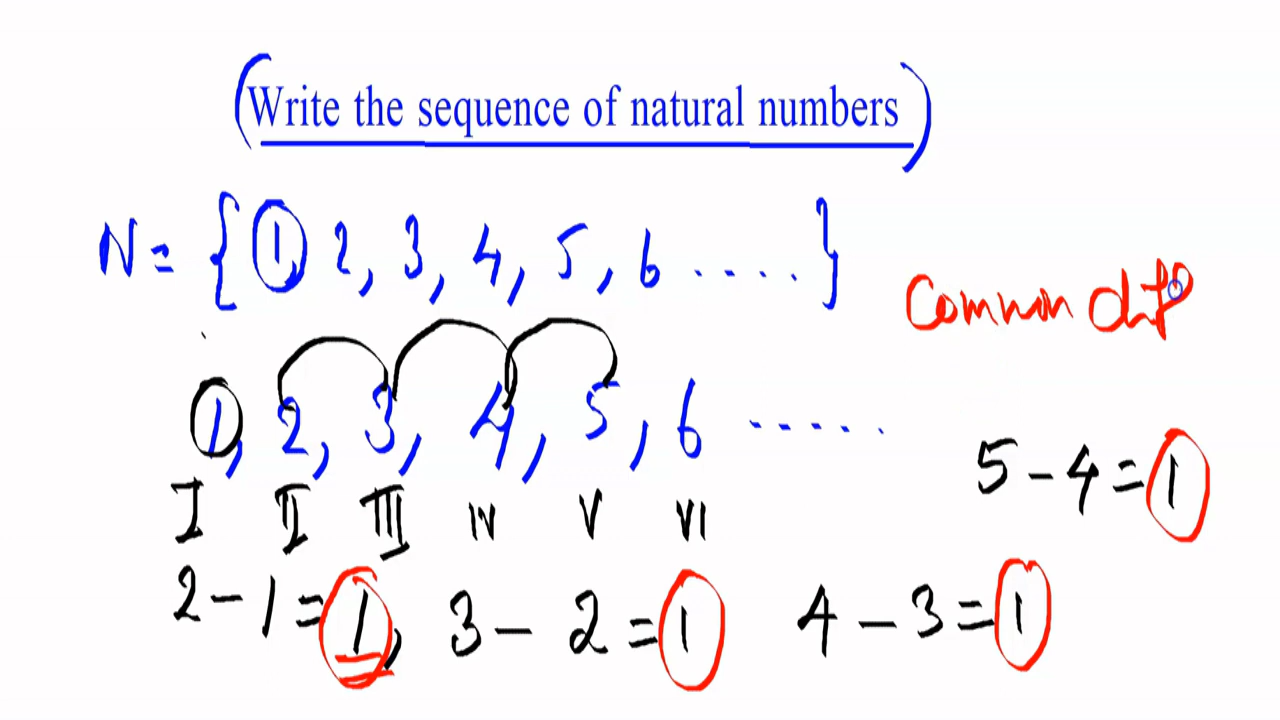 (Write the sequence of natural numbers)
N = { 1, 2, 3, 4, 5, 6 ..... }
Common diff
1, 2, 3, 4, 5, 6 ......
5 - 4 = 1
I II III IV V VI
2 - 1 = 1, 3 - 2 = 1 4 - 3 = 1